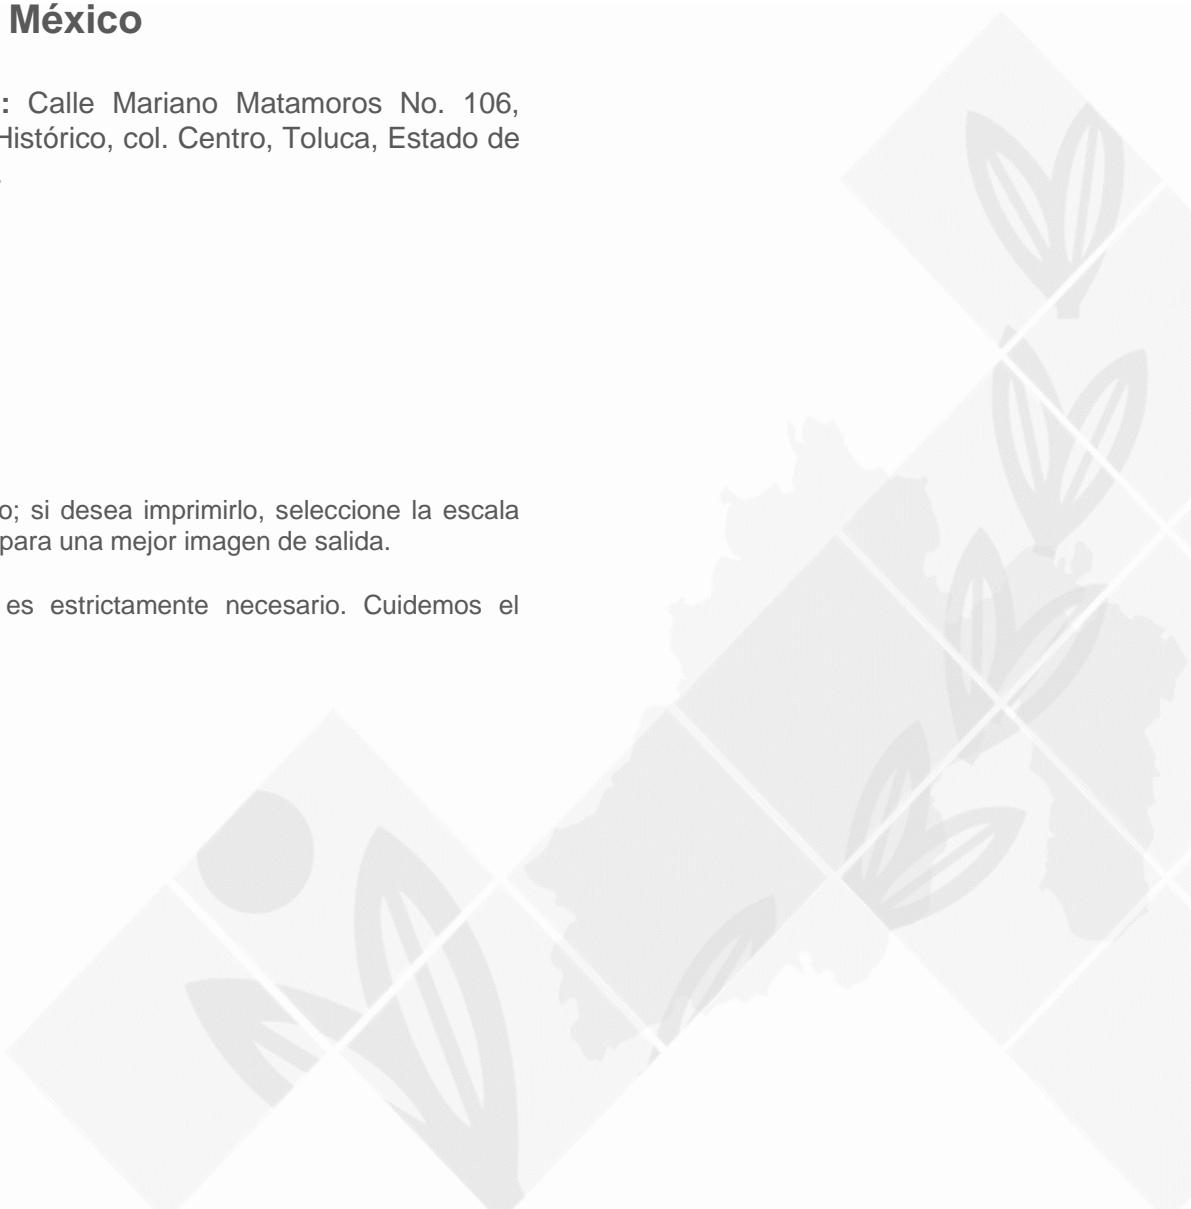 México
: Calle Mariano Matamoros No. 106,
Histórico, col. Centro, Toluca, Estado de
.
o; si desea imprimirlo, seleccione la escala
para una mejor imagen de salida.
es estrictamente necesario. Cuidemos el